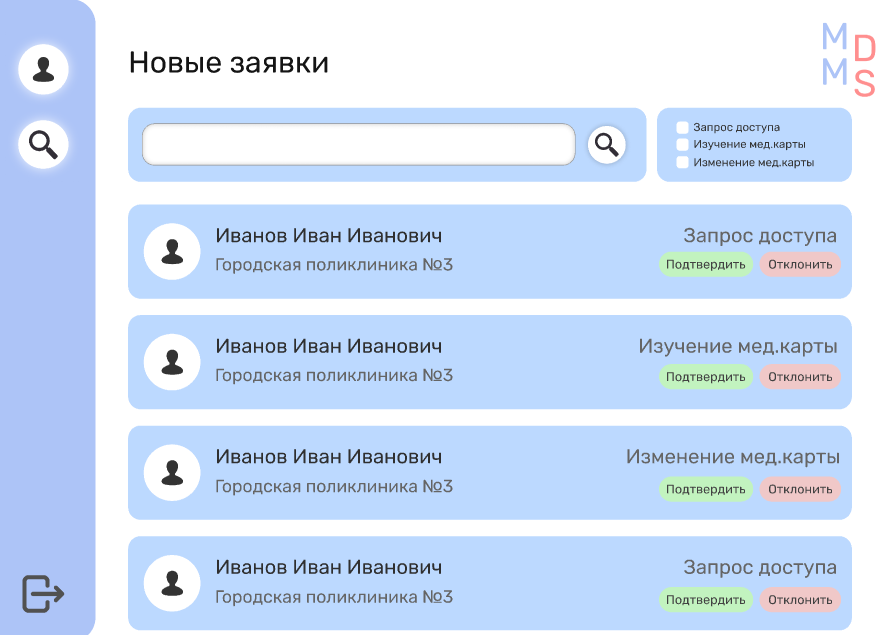 Новые заявки
M
D
M
S
Запрос доступа
Изучение мед.карты
Изменение мед.карты
Иванов Иван Иванович
Запрос доступа
Городская поликлиника №3
Подтвердить
Отклонить
Иванов Иван Иванович
Изучение мед.карты
Городская поликлиника №3
Подтвердить
Отклонить
Иванов Иван Иванович
Изменение мед.карты
Городская поликлиника №3
Подтвердить
Отклонить
Иванов Иван Иванович
Запрос доступа
Городская поликлиника №3
Подтвердить
Отклонить